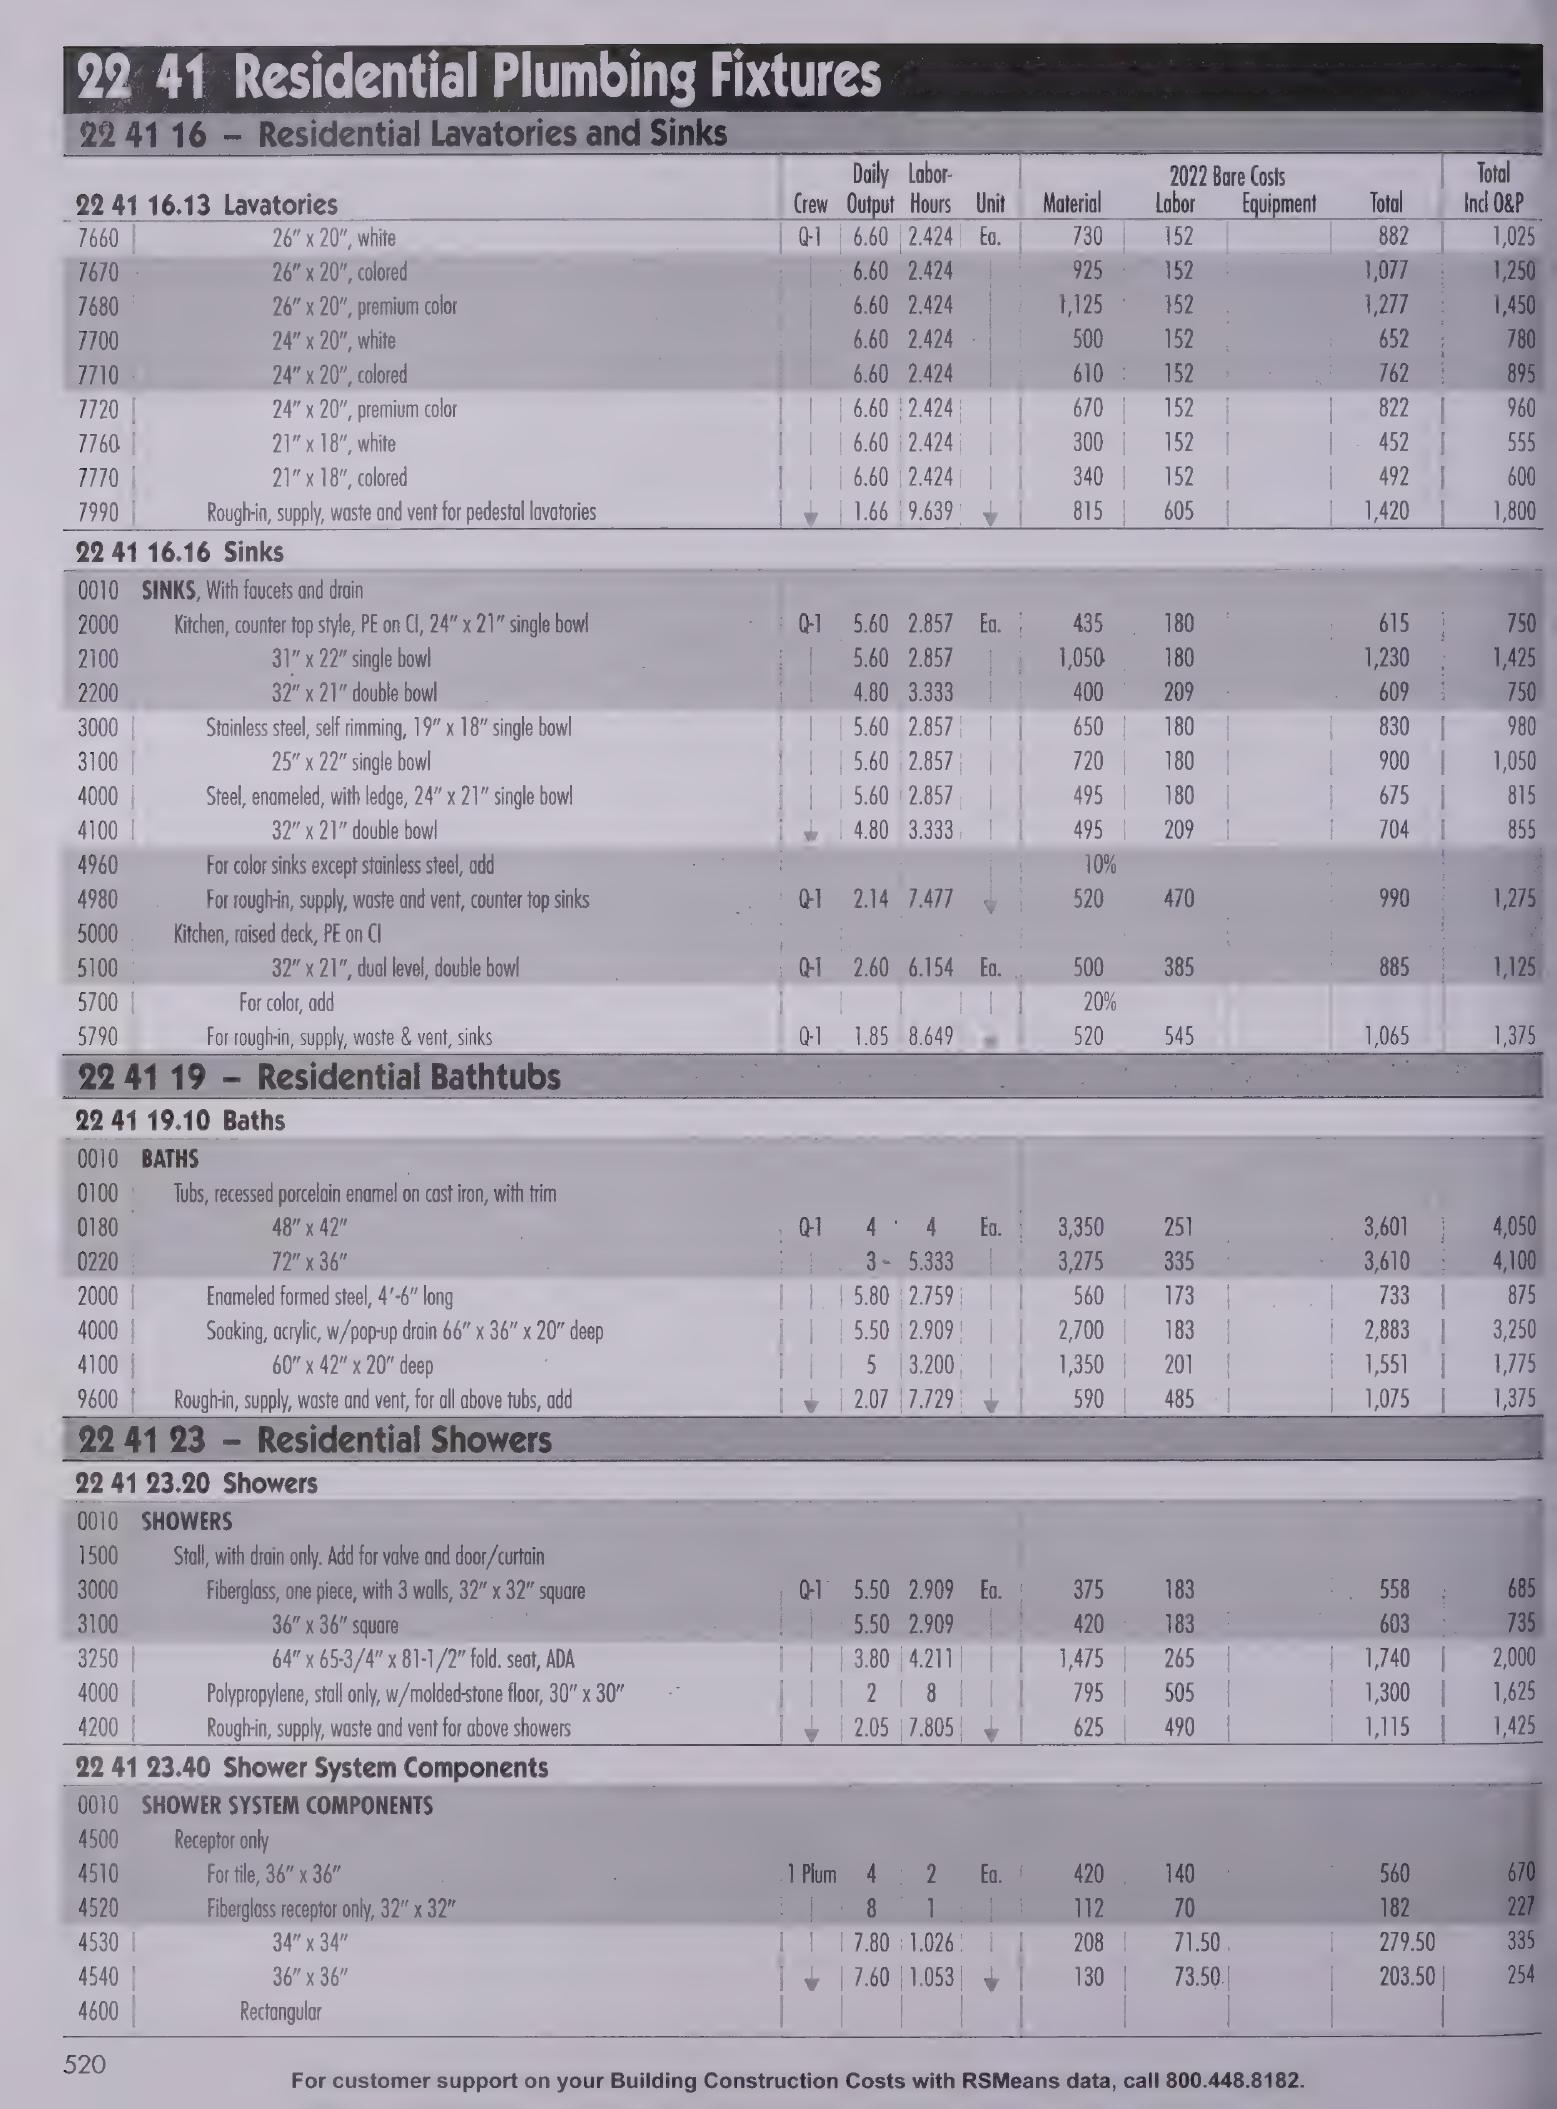 22 41 Residential Plumbing Fixtures
22 41 16 – Residential Lavatories and Sinks
Daily Labor- 2022 Bare Costs Total
22 41 16.13 Lavatories Crew Output Hours Unit Material Labor Equipment Total Incl O&P
7660 26" x 20", white Q-1 6.60 2.424 Ea. 730 152 882 1,025
7670 26" x 20", colored 6.60 2.424 925 152 1,077 1,250
7680 26" x 20", premium color 6.60 2.424 1,125 152 1,277 1,450
7700 24" x 20", white 6.60 2.424 500 152 652 780
7710 24" x 20", colored 6.60 2.424 610 152 762 895
7720 24" x 20", premium color 6.60 2.424 670 152 822 960
7760 21" x 18", white 6.60 2.424 300 152 452 555
7770 21" x 18", colored 6.60 2.424 340 152 492 600
7990 Rough-in, supply, waste and vent for pedestal lavatories 1.66 9.639 815 605 1,420 1,800
22 41 16.16 Sinks
0010 SINKS, With faucets and drain
2000 Kitchen, counter top style, PE on CI, 24" x 21" single bowl Q-1 5.60 2.857 Ea. 435 180 615 750
2100 31" x 22" single bowl 5.60 2.857 1,050 180 1,230 1,425
2200 32" x 21" double bowl 4.80 3.333 400 209 609 750
3000 Stainless steel, self rimming, 19" x 18" single bowl 5.60 2.857 650 180 830 980
3100 25" x 22" single bowl 5.60 2.857 720 180 900 1,050
4000 Steel, enameled, with ledge, 24" x 21" single bowl 5.60 2.857 495 180 675 815
4100 32" x 21" double bowl 4.80 3.333 495 209 704 855
4960 For color sinks except stainless steel, add 10%
4980 For rough-in, supply, waste and vent, counter top sinks Q-1 2.14 7.477 520 470 990 1,275
5000 Kitchen, raised deck, PE on CI
5100 32" x 21", dual level, double bowl Q-1 2.60 6.154 Ea. 500 385 885 1,125
5700 For color, add 20%
5790 For rough-in, supply, waste & vent, sinks Q-1 1.85 8.649 520 545 1,065 1,375
22 41 19 – Residential Bathtubs
22 41 19.10 Baths
0010 BATHS
0100 Tubs, recessed porcelain enamel on cast iron, with trim
0180 48" x 42" Q-1 4 4 Ea. 3,350 251 3,601 4,050
0220 72" x 36" 3 5.333 3,275 335 3,610 4,100
2000 Enameled formed steel, 4'-6" long 5.80 2.759 560 173 733 875
4000 Soaking, acrylic, w/pop-up drain 66" x 36" x 20" deep 5.50 2.909 2,700 183 2,883 3,250
4100 60" x 42" x 20" deep 5 3.200 1,350 201 1,551 1,775
9600 Rough-in, supply, waste and vent, for all above tubs, add 2.07 7.729 590 485 1,075 1,375
22 41 23 – Residential Showers
22 41 23.20 Showers
0010 SHOWERS
1500 Stall, with drain only. Add for valve and door/curtain
3000 Fiberglass, one piece, with 3 walls, 32" x 32" square Q-1 5.50 2.909 Ea. 375 183 558 685
3100 36" x 36" square 5.50 2.909 420 183 603 735
3250 64" x 65-3/4" x 81-1/2" fold. seat, ADA 3.80 4.211 1,475 265 1,740 2,000
4000 Polypropylene, stall only, w/molded-stone floor, 30" x 30" 2 8 795 505 1,300 1,625
4200 Rough-in, supply, waste and vent for above showers 2.05 7.805 625 490 1,115 1,425
22 41 23.40 Shower System Components
0010 SHOWER SYSTEM COMPONENTS
4500 Receptor only
4510 For tile, 36" x 36" 1 Plum 4 2 Ea. 420 140 560 670
4520 Fiberglass receptor only, 32" x 32" 8 1 112 70 182 227
4530 34" x 34" 7.80 1.026 208 71.50 279.50 335
4540 36" x 36" 7.60 1.053 130 73.50 203.50 254
4600 Rectangular
520
For customer support on your Building Construction Costs with RSMeans data, call 800.448.8182.